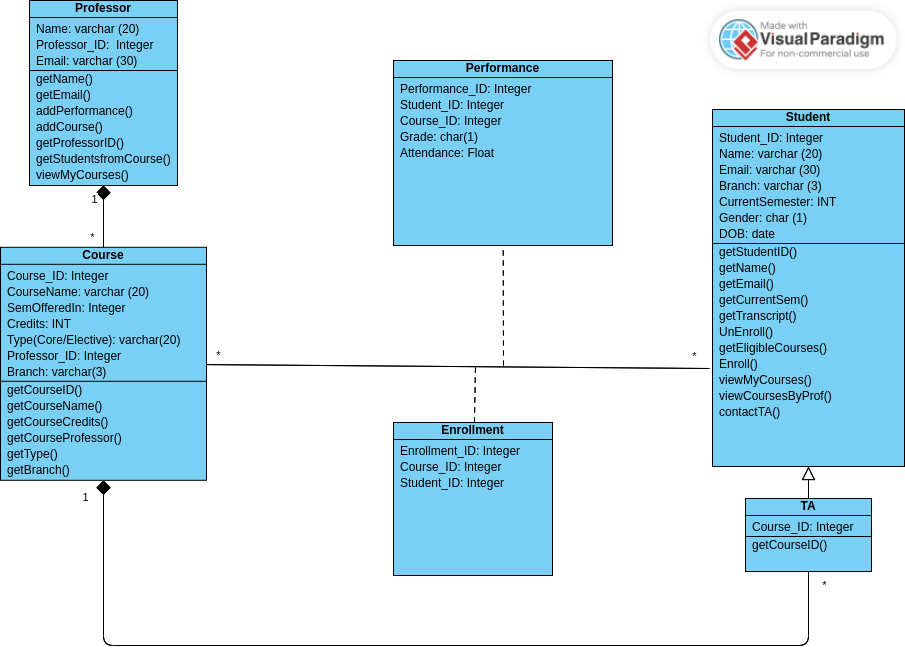 Professor
Name: varchar (20)
Professor_ID:  Integer
Email: varchar (30)
getName()
getEmail()
addPerformance()
addCourse()
getProfessorID()
getStudentsfromCourse()
viewMyCourses()
1
*
Course
Course_ID: Integer
CourseName: varchar (20)
SemOfferedIn: Integer
Credits: INT
Type(Core/Elective): varchar(20)
Professor_ID: Integer
Branch: varchar(3)
getCourseID()
getCourseName()
getCourseCredits()
getCourseProfessor()
getType()
getBranch()
1
*
*
Performance
Performance_ID: Integer
Student_ID: Integer
Course_ID: Integer
Grade: char(1)
Attendance: Float
Enrollment
Enrollment_ID: Integer
Course_ID: Integer
Student_ID: Integer
Made with
Visual Paradigm
For non-commercial use
Student
Student_ID: Integer
Name: varchar (20)
Email: varchar (30)
Branch: varchar (3)
CurrentSemester: INT
Gender: char (1)
DOB: date
getStudentID()
getName()
getEmail()
getCurrentSem()
getTranscript()
UnEnroll()
getEligibleCourses()
Enroll()
viewMyCourses()
viewCoursesByProf()
contactTA()
TA
Course_ID: Integer
getCourseID()
*